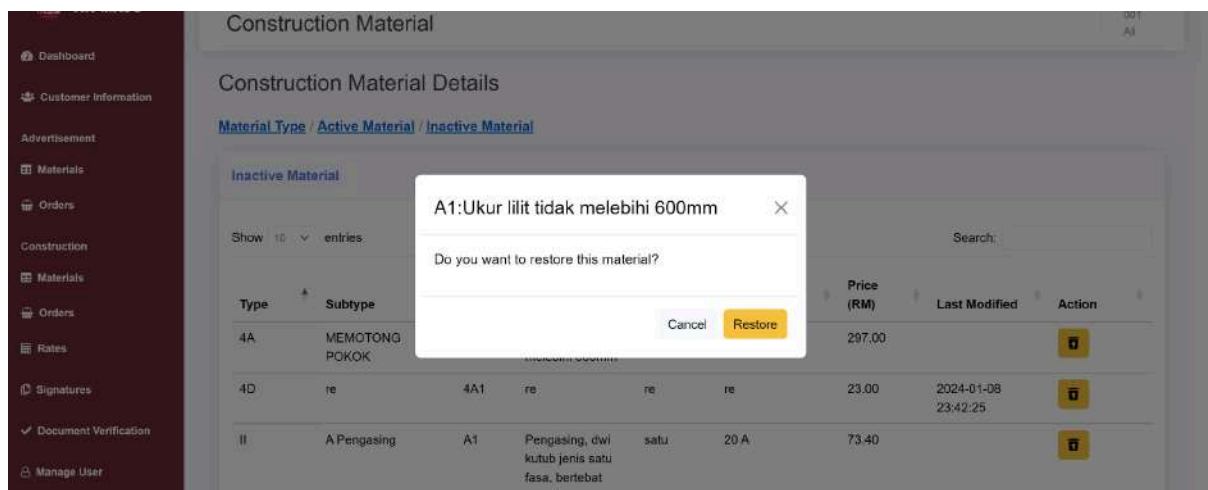 Construction Material
001
All
Dashboard
Construction Material Details
Customer Information
Material Type / Active Material / Inactive Material
Advertisement
Materials
Inactive Material
A1:Ukur lilit tidak melebihi 600mm
Orders
Show 10 entries
Search:
Construction
Do you want to restore this material?
Materials
Type Subtype Price (RM) Last Modified Action
Orders
Cancel Restore
4A MEMOTONG POKOK 297.00
Rates
melebihi 600mm
4D re 4A1 re re re 23.00 2024-01-08
23:42:25
Signatures
Document Verification
II A Pengasing A1 Pengasing, dwi satu 20 A 73.40
kutub jenis satu
fasa, bertebat
Manage User